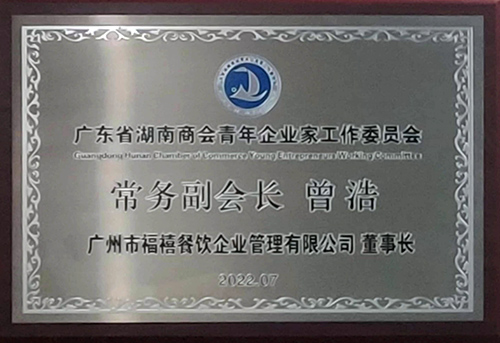 广东省湖南商会青年企业家工作委员会
Guangdong Hunan Chamber of Commerce Young Entrepreneurs Working Committee
常务副会长 曾浩
广州市福禧餐饮企业管理有限公司 董事长
2022.07